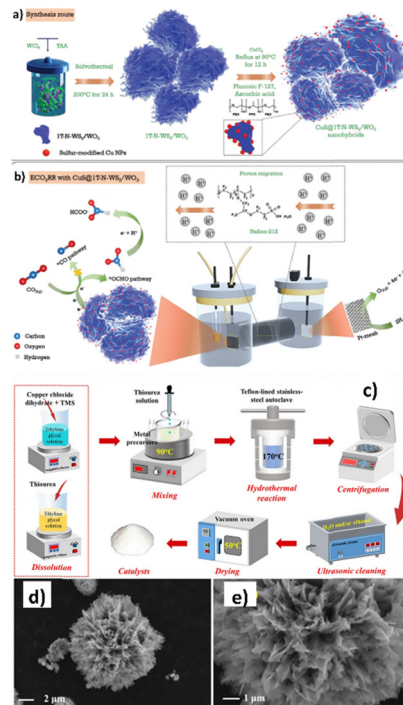 a) Synthesis route
WCl₆ TAA
Solvothermal
200°C for 24 h
CuCl₂
Reflux at 90°C
for 12 h
Pluronic F-127,
Ascorbic acid
1T-N-WS₂/WO₃
Sulfur-modified Cu NPs
1T-N-WS₂/WO₃
CuS@1T-N-WS₂/WO₃
nanohybrids
b) ECO₂RR with CuS@1T-N-WS₂/WO₃
Proton migration
Nafion-212
HCOO⁻
e⁻ + H⁺
*CO pathway
*OCHO pathway
Carbon
Oxygen
Hydrogen
Pt-mesh
c)
Copper chloride
dihydrate + TMS
Ethylene
glycol
solution
Thiourea
solution
Metal
precursors
90°C
Mixing
Teflon-lined stainless-
steel autoclave
170°C
Hydrothermal
reaction
Centrifugation
Thiourea
Ethylene
glycol
solution
Dissolution
Catalysts
Vacuum oven
50°C
Drying
H₂O and/or ethanol
Ultrasonic cleaning
d)
2 μm
e)
1 μm